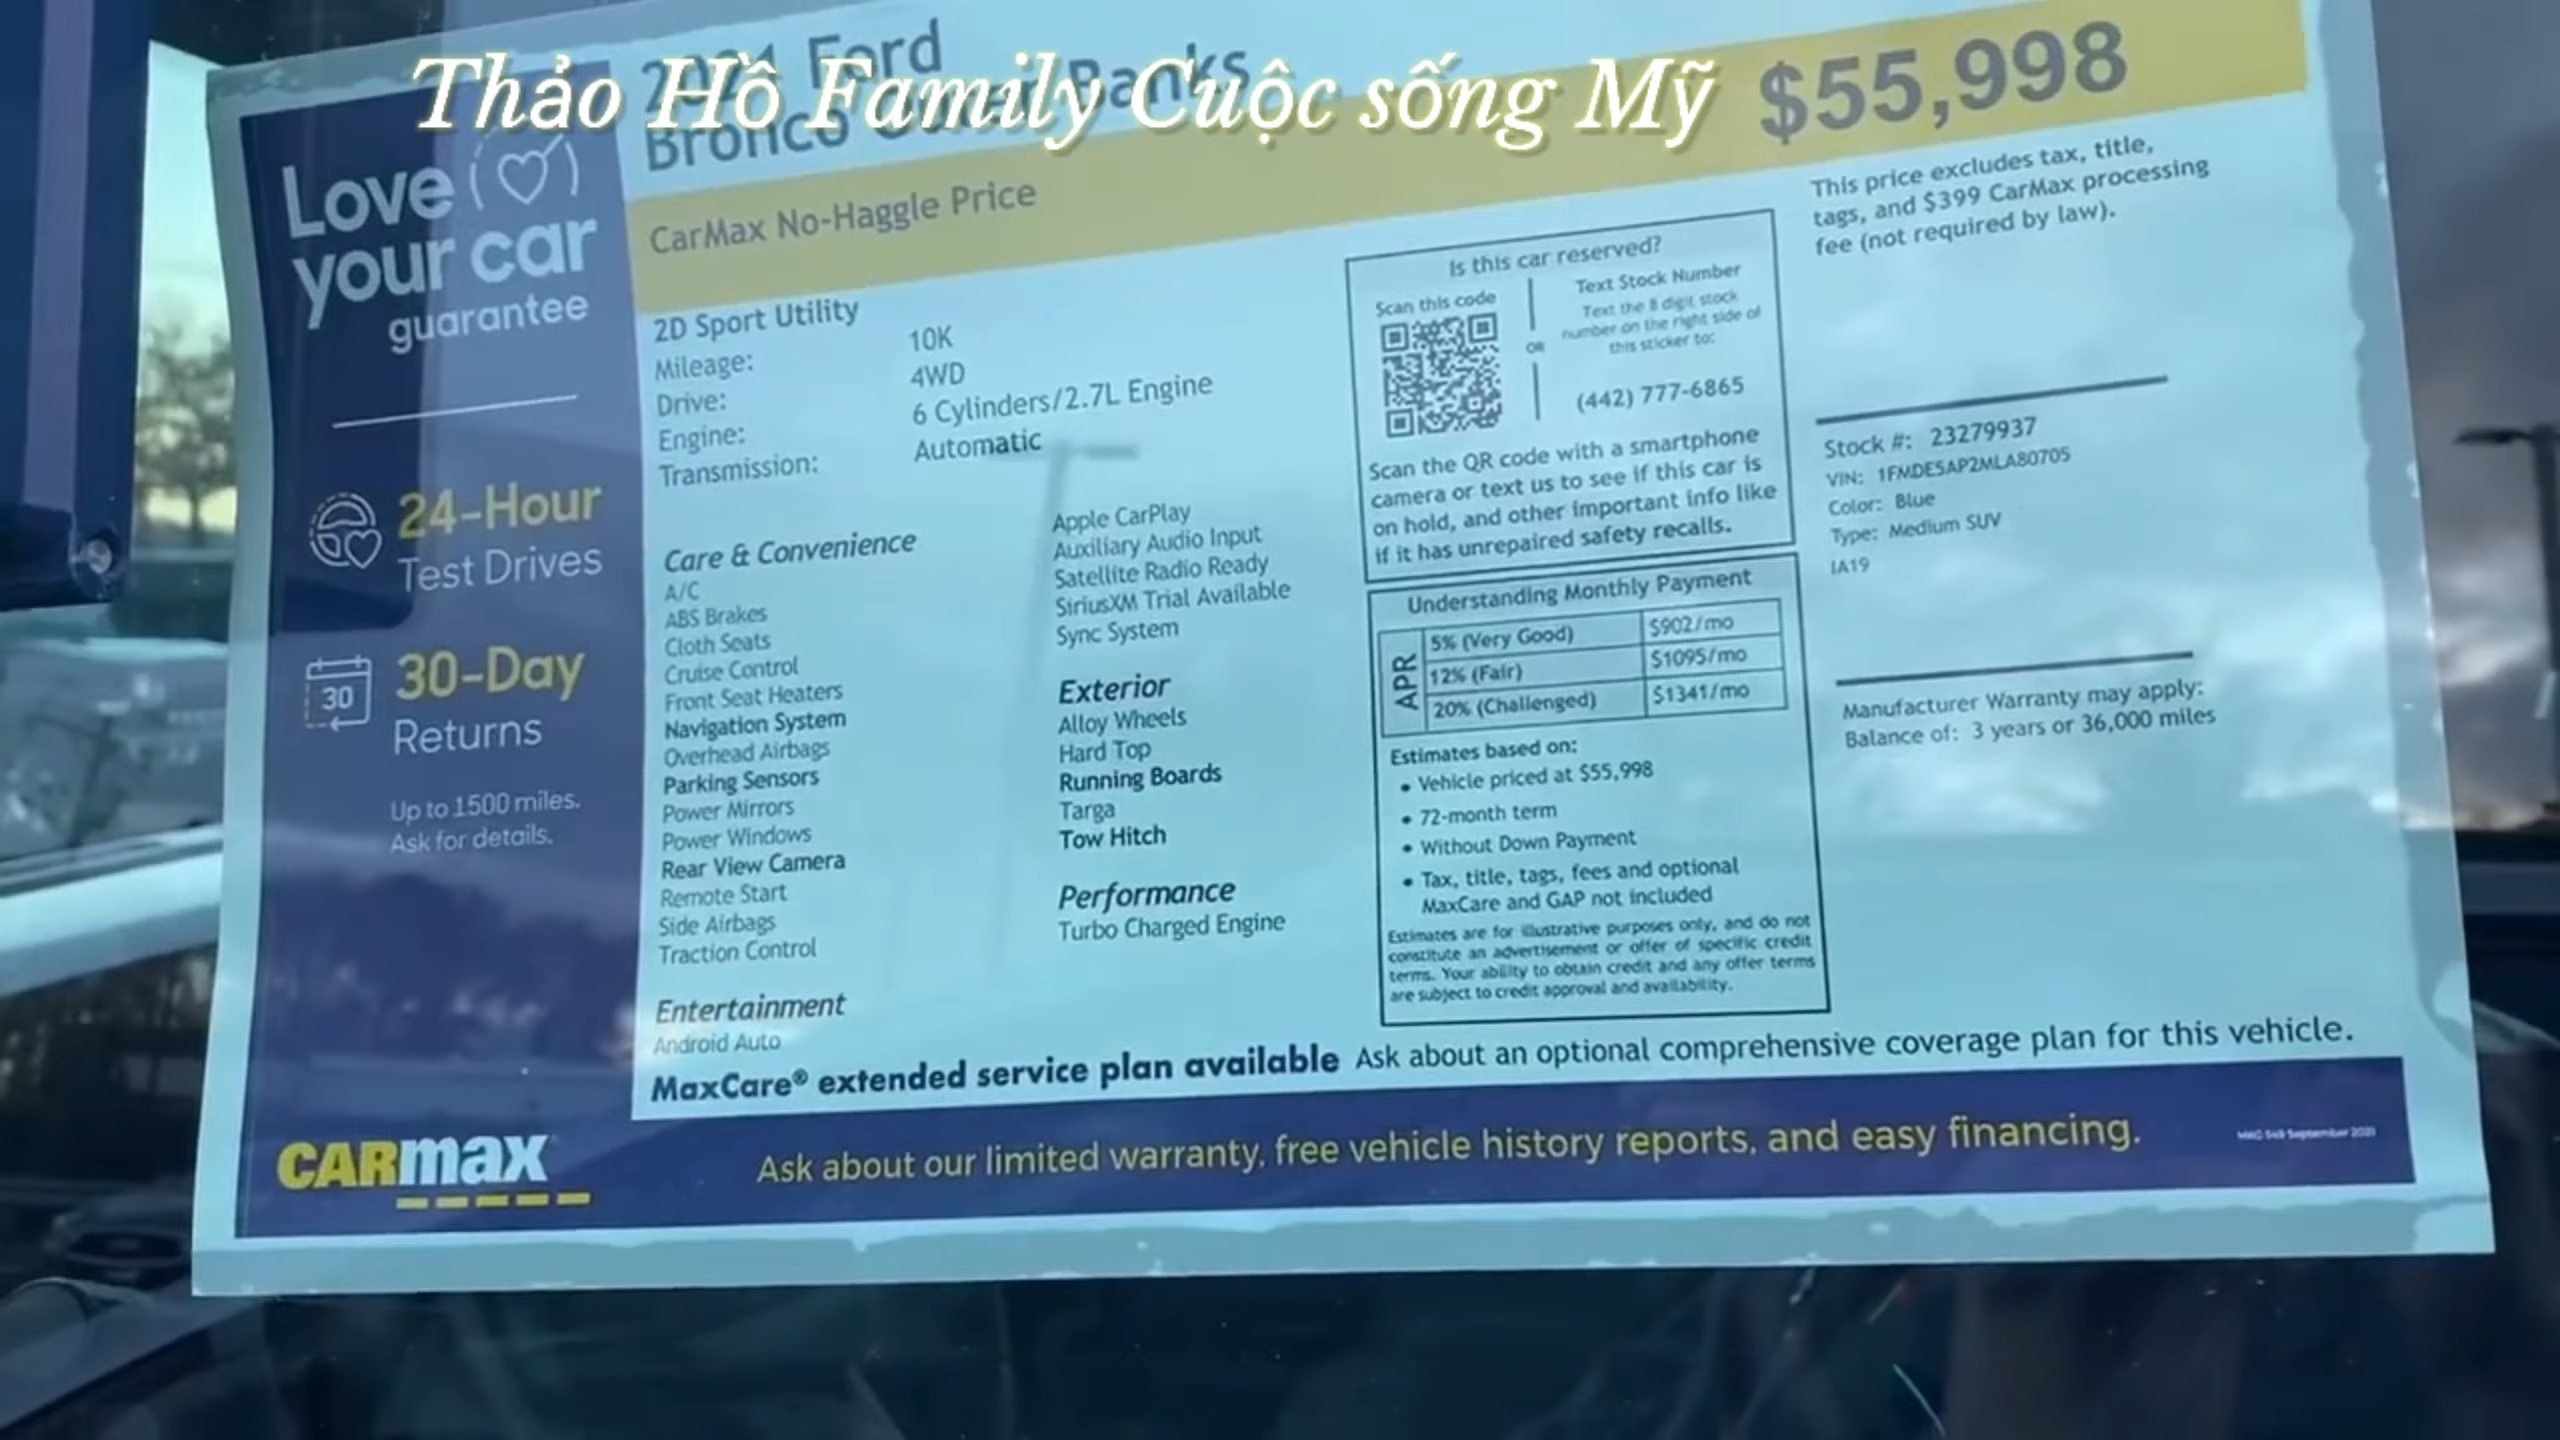 Thảo Hồ Family Cuộc sống Mỹ
2021 Ford
Bronco Outer Banks
$55,998
CarMax No-Haggle Price
Love
your car
guarantee
24-Hour
Test Drives
30
30-Day
Returns
Up to 1500 miles.
Ask for details.
CARmax
2D Sport Utility
Mileage: 10K
Drive: 4WD
Engine: 6 Cylinders/2.7L Engine
Transmission: Automatic
Care & Convenience
A/C
ABS Brakes
Cloth Seats
Cruise Control
Front Seat Heaters
Navigation System
Overhead Airbags
Parking Sensors
Power Mirrors
Power Windows
Rear View Camera
Remote Start
Side Airbags
Traction Control
Entertainment
Android Auto
Apple CarPlay
Auxiliary Audio Input
Satellite Radio Ready
SiriusXM Trial Available
Sync System
Exterior
Alloy Wheels
Hard Top
Running Boards
Targa
Tow Hitch
Performance
Turbo Charged Engine
Is this car reserved?
Scan this code
OR
Text Stock Number
Text the 8 digit stock
number on the right side of
this sticker to:
(442) 777-6865
Scan the QR code with a smartphone
camera or text us to see if this car is
on hold, and other important info like
if it has unrepaired safety recalls.
Understanding Monthly Payment
APR
5% (Very Good) $902/mo
12% (Fair) $1095/mo
20% (Challenged) $1341/mo
Estimates based on:
• Vehicle priced at $55,998
• 72-month term
• Without Down Payment
• Tax, title, tags, fees and optional
MaxCare and GAP not included
Estimates are for illustrative purposes only, and do not
constitute an advertisement or offer of specific credit
terms. Your ability to obtain credit and any offer terms
are subject to credit approval and availability.
This price excludes tax, title,
tags, and $399 CarMax processing
fee (not required by law).
Stock #: 23279937
VIN: 1FMDE5AP2MLA80705
Color: Blue
Type: Medium SUV
IA19
Manufacturer Warranty may apply:
Balance of: 3 years or 36,000 miles
MaxCare® extended service plan available Ask about an optional comprehensive coverage plan for this vehicle.
Ask about our limited warranty, free vehicle history reports, and easy financing.
September 2021